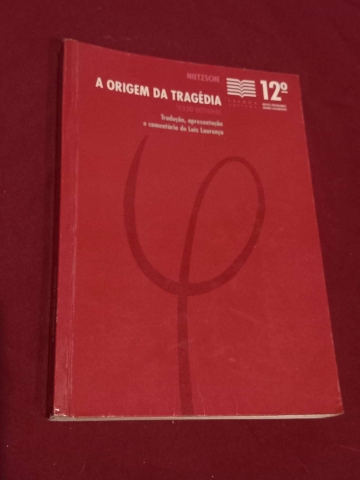 NIETZSCHE
A ORIGEM DA TRAGÉDIA
Tradução, apresentação
e comentário de Luís Lourenço
12º